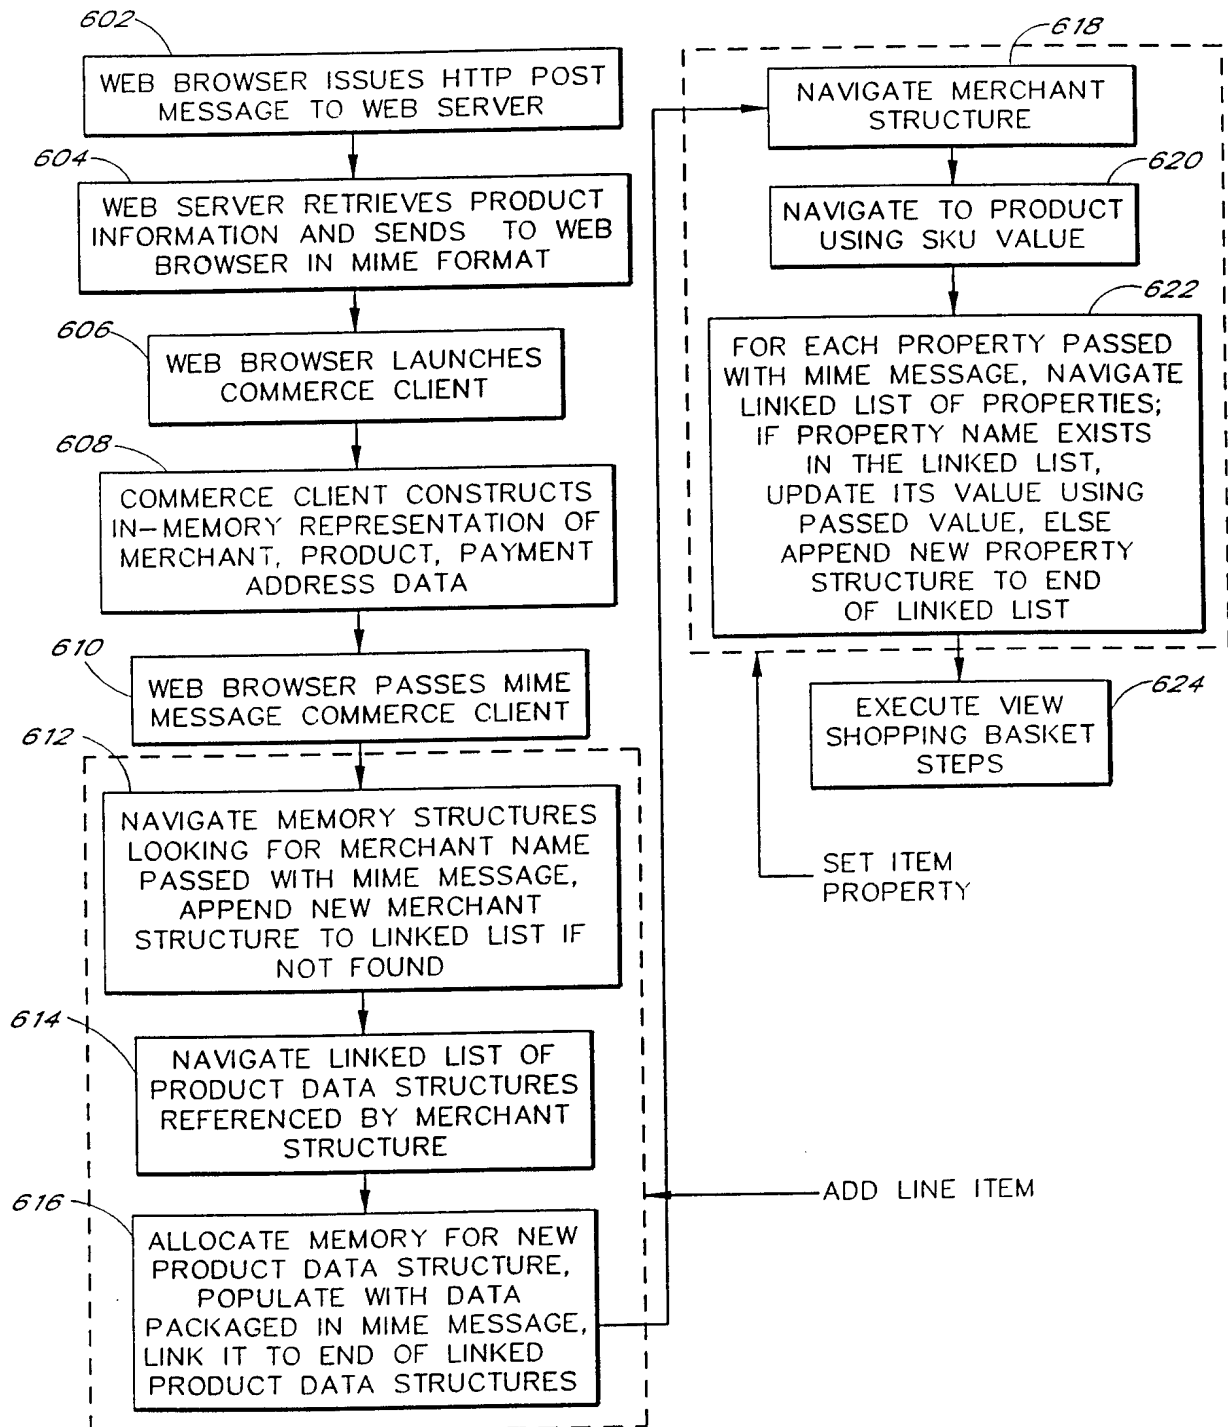 602
WEB BROWSER ISSUES HTTP POST
MESSAGE TO WEB SERVER
604
WEB SERVER RETRIEVES PRODUCT
INFORMATION AND SENDS TO WEB
BROWSER IN MIME FORMAT
606
WEB BROWSER LAUNCHES
COMMERCE CLIENT
608
COMMERCE CLIENT CONSTRUCTS
IN-MEMORY REPRESENTATION OF
MERCHANT, PRODUCT, PAYMENT
ADDRESS DATA
610
WEB BROWSER PASSES MIME
MESSAGE COMMERCE CLIENT
612
NAVIGATE MEMORY STRUCTURES
LOOKING FOR MERCHANT NAME
PASSED WITH MIME MESSAGE,
APPEND NEW MERCHANT
STRUCTURE TO LINKED LIST IF
NOT FOUND
614
NAVIGATE LINKED LIST OF
PRODUCT DATA STRUCTURES
REFERENCED BY MERCHANT
STRUCTURE
616
ALLOCATE MEMORY FOR NEW
PRODUCT DATA STRUCTURE,
POPULATE WITH DATA
PACKAGED IN MIME MESSAGE,
LINK IT TO END OF LINKED
PRODUCT DATA STRUCTURES
ADD LINE ITEM
618
NAVIGATE MERCHANT
STRUCTURE
620
NAVIGATE TO PRODUCT
USING SKU VALUE
622
FOR EACH PROPERTY PASSED
WITH MIME MESSAGE, NAVIGATE
LINKED LIST OF PROPERTIES;
IF PROPERTY NAME EXISTS
IN THE LINKED LIST,
UPDATE ITS VALUE USING
PASSED VALUE, ELSE
APPEND NEW PROPERTY
STRUCTURE TO END
OF LINKED LIST
624
EXECUTE VIEW
SHOPPING BASKET
STEPS
SET ITEM
PROPERTY